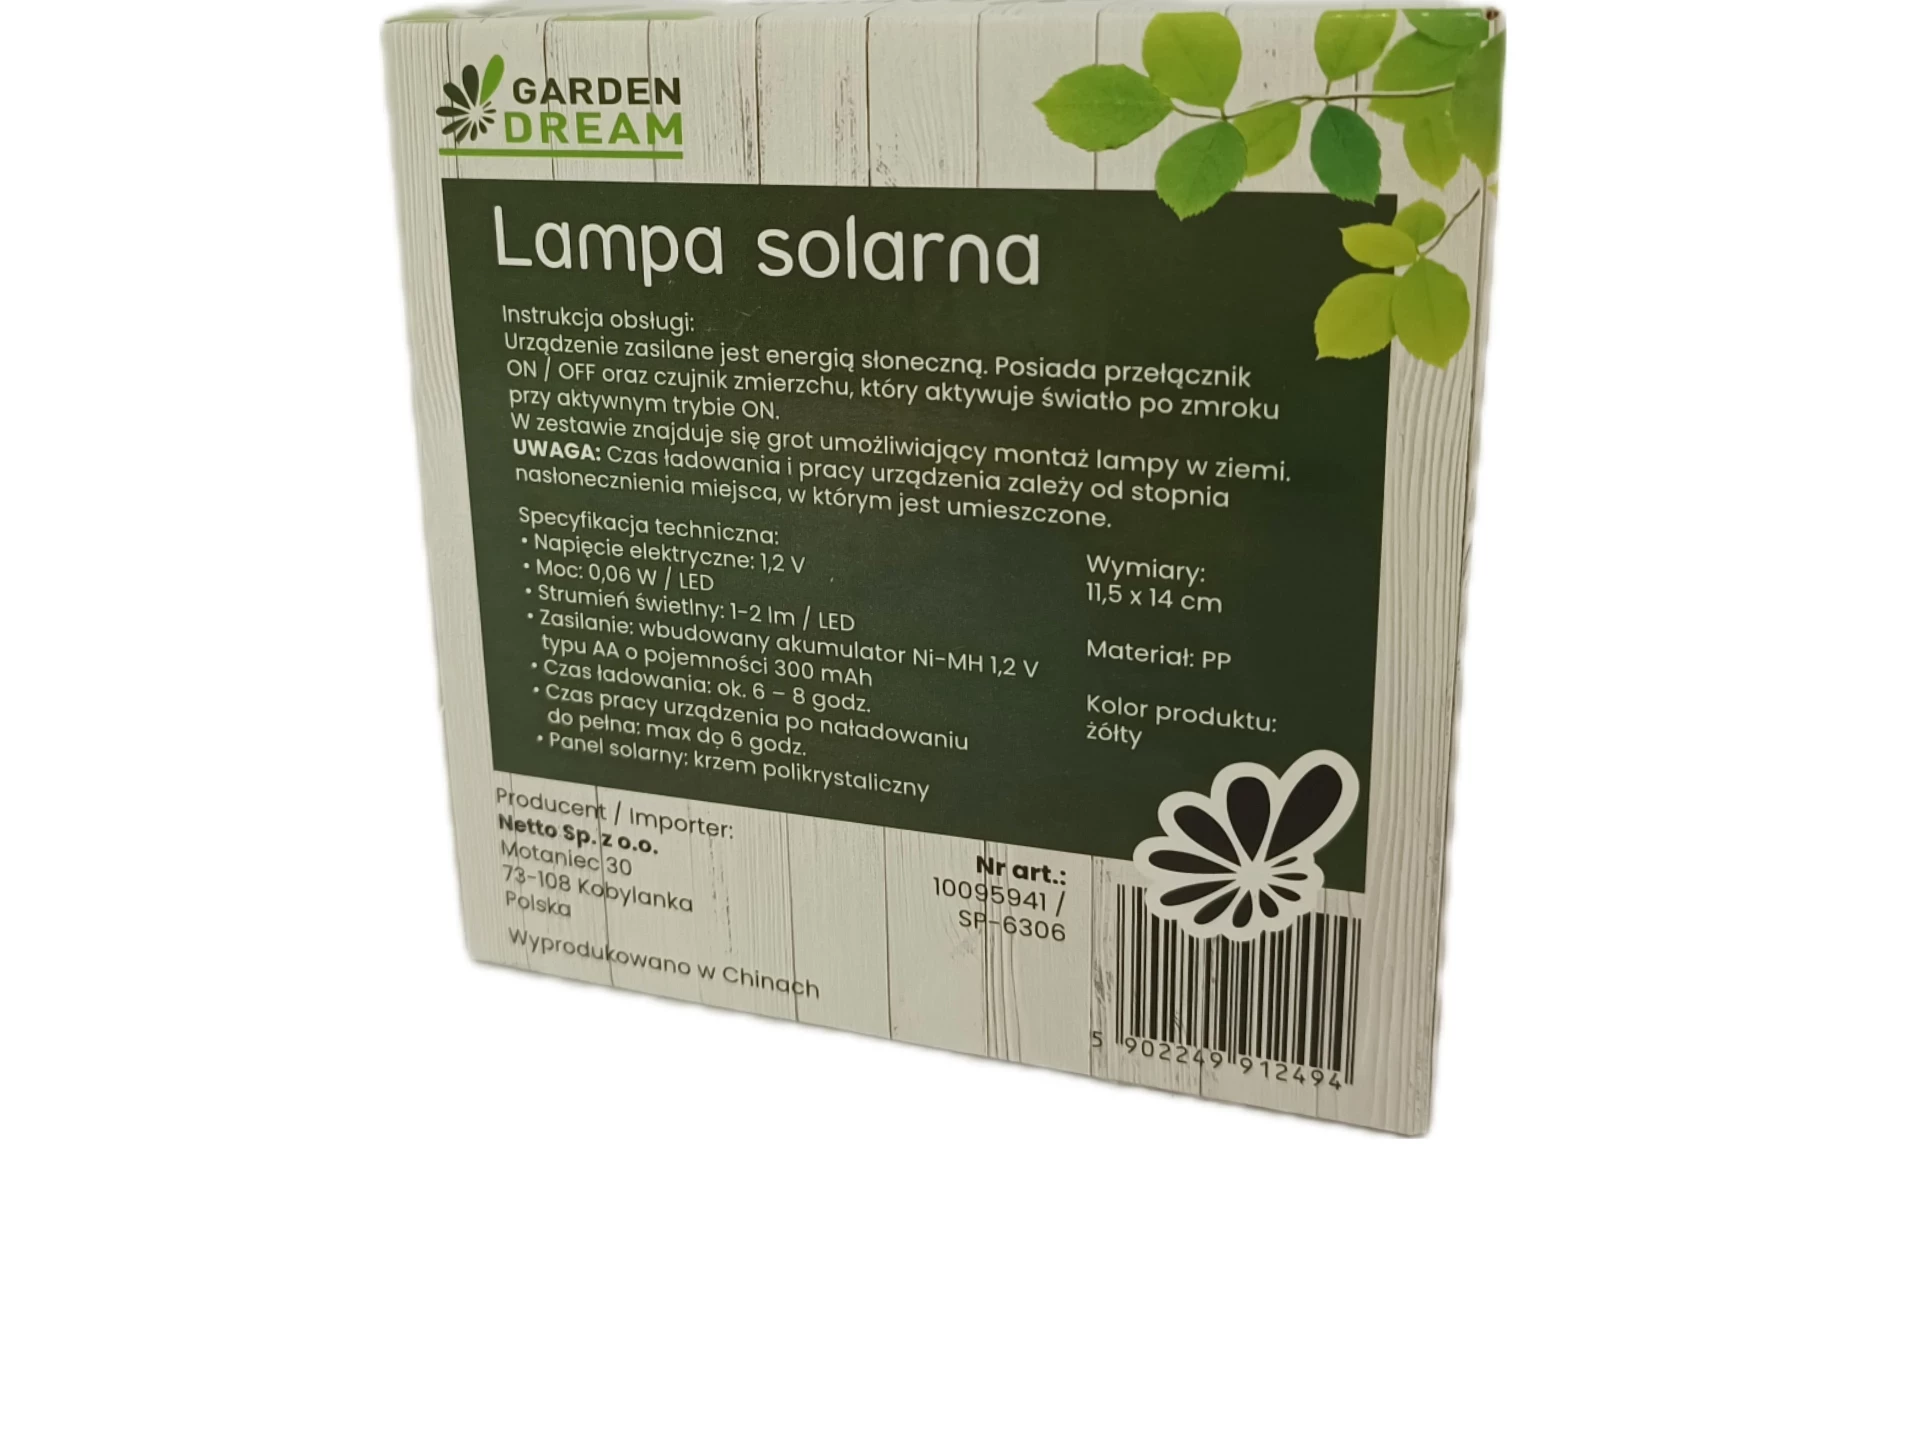 GARDEN
DREAM
Lampa solarna
Instrukcja obsługi:
Urządzenie zasilane jest energią słoneczną. Posiada przełącznik
ON / OFF oraz czujnik zmierzchu, który aktywuje światło po zmroku
przy aktywnym trybie ON.
W zestawie znajduje się grot umożliwiający montaż lampy w ziemi.
UWAGA: Czas ładowania i pracy urządzenia zależy od stopnia
nasłonecznienia miejsca, w którym jest umieszczone.
Specyfikacja techniczna:
• Napięcie elektryczne: 1,2 V
• Moc: 0,06 W / LED
• Strumień świetlny: 1-2 lm / LED
• Zasilanie: wbudowany akumulator Ni-MH 1,2 V
typu AA o pojemności 300 mAh
• Czas ładowania: ok. 6 – 8 godz.
• Czas pracy urządzenia po naładowaniu
do pełna: max do 6 godz.
• Panel solarny: krzem polikrystaliczny
Wymiary:
11,5 x 14 cm
Materiał: PP
Kolor produktu:
żółty
Producent / Importer:
Netto Sp. z o.o.
Motaniec 30
73-108 Kobylanka
Polska
Wyprodukowano w Chinach
Nr art.:
10095941 /
SP-6306
5 902249 912494